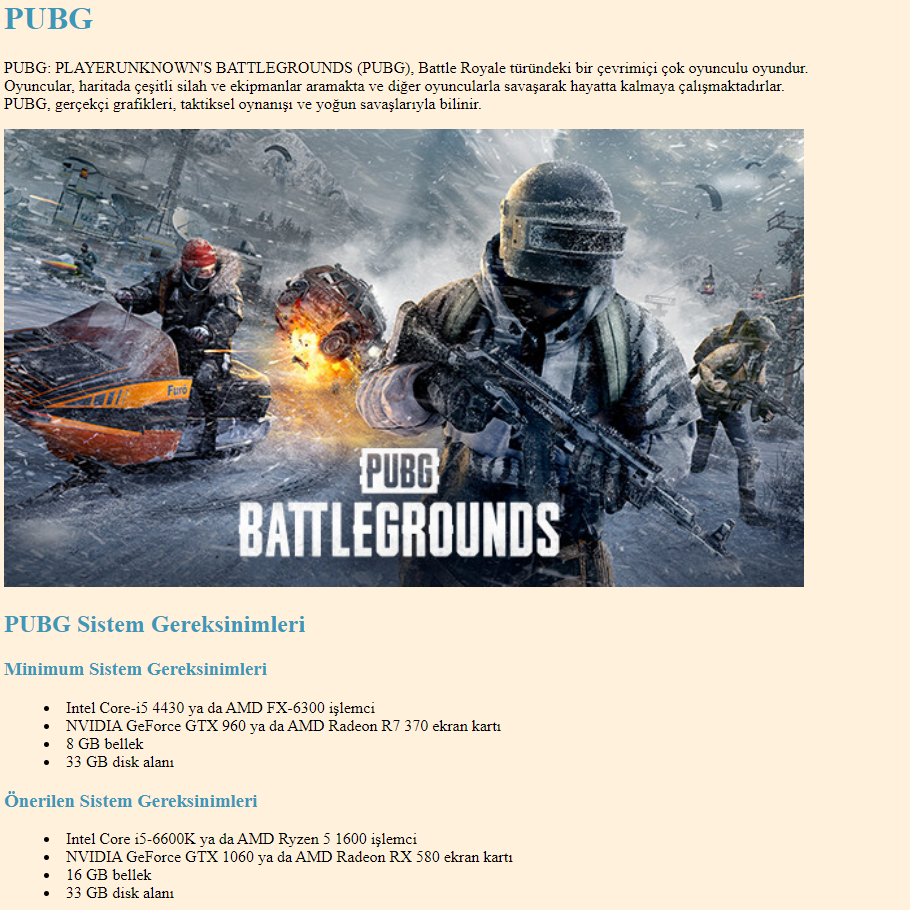 PUBG
PUBG: PLAYERUNKNOWN'S BATTLEGROUNDS (PUBG), Battle Royale türündeki bir çevrimiçi çok oyunculu oyundur.
Oyuncular, haritada çeşitli silah ve ekipmanlar aramakta ve diğer oyuncularla savaşarak hayatta kalmaya çalışmaktadırlar.
PUBG, gerçekçi grafikleri, taktiksel oynanışı ve yoğun savaşlarıyla bilinir.
Furo
PUBG
BATTLEGROUNDS
PUBG Sistem Gereksinimleri
Minimum Sistem Gereksinimleri
• Intel Core-i5 4430 ya da AMD FX-6300 işlemci
• NVIDIA GeForce GTX 960 ya da AMD Radeon R7 370 ekran kartı
• 8 GB bellek
• 33 GB disk alanı
Önerilen Sistem Gereksinimleri
• Intel Core i5-6600K ya da AMD Ryzen 5 1600 işlemci
• NVIDIA GeForce GTX 1060 ya da AMD Radeon RX 580 ekran kartı
• 16 GB bellek
• 33 GB disk alanı